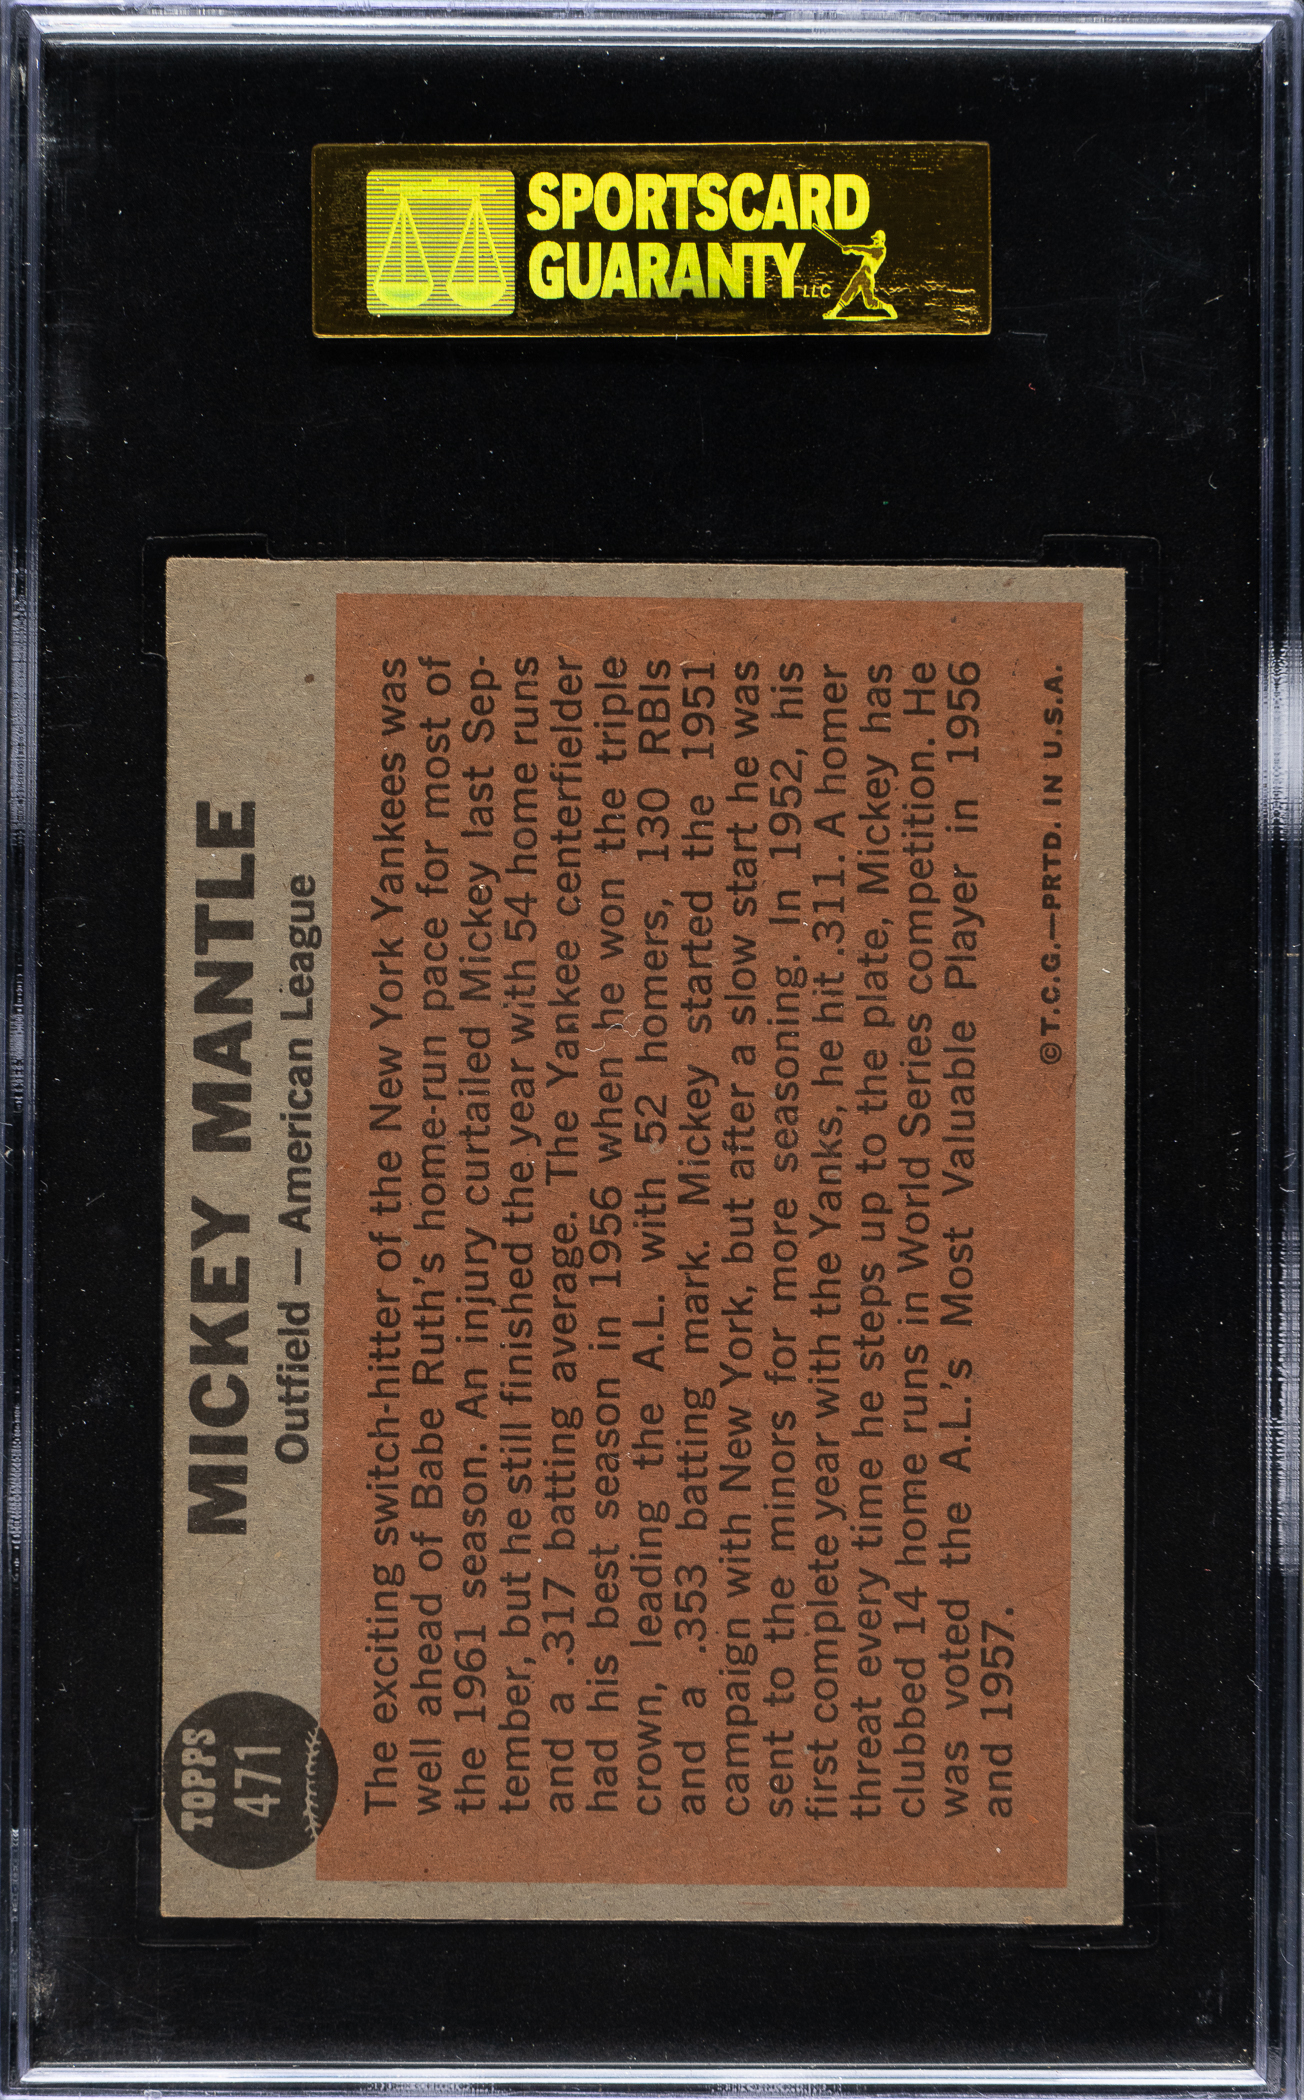 SPORTSCARD
GUARANTY LLC
TOPPS
471
MICKEY MANTLE
Outfield — American League
The exciting switch-hitter of the New York Yankees was
well ahead of Babe Ruth's home-run pace for most of
the 1961 season. An injury curtailed Mickey last Sep-
tember, but he still finished the year with 54 home runs
and a .317 batting average. The Yankee centerfielder
had his best season in 1956 when he won the triple
crown, leading the A.L. with 52 homers, 130 RBIs
and a .353 batting mark. Mickey started the 1951
campaign with New York, but after a slow start he was
sent to the minors for more seasoning. In 1952, his
first complete year with the Yanks, he hit .311. A homer
threat every time he steps up to the plate, Mickey has
clubbed 14 home runs in World Series competition. He
was voted the A.L.'s Most Valuable Player in 1956
and 1957.
© T.C.G.—PRTD. IN U.S.A.